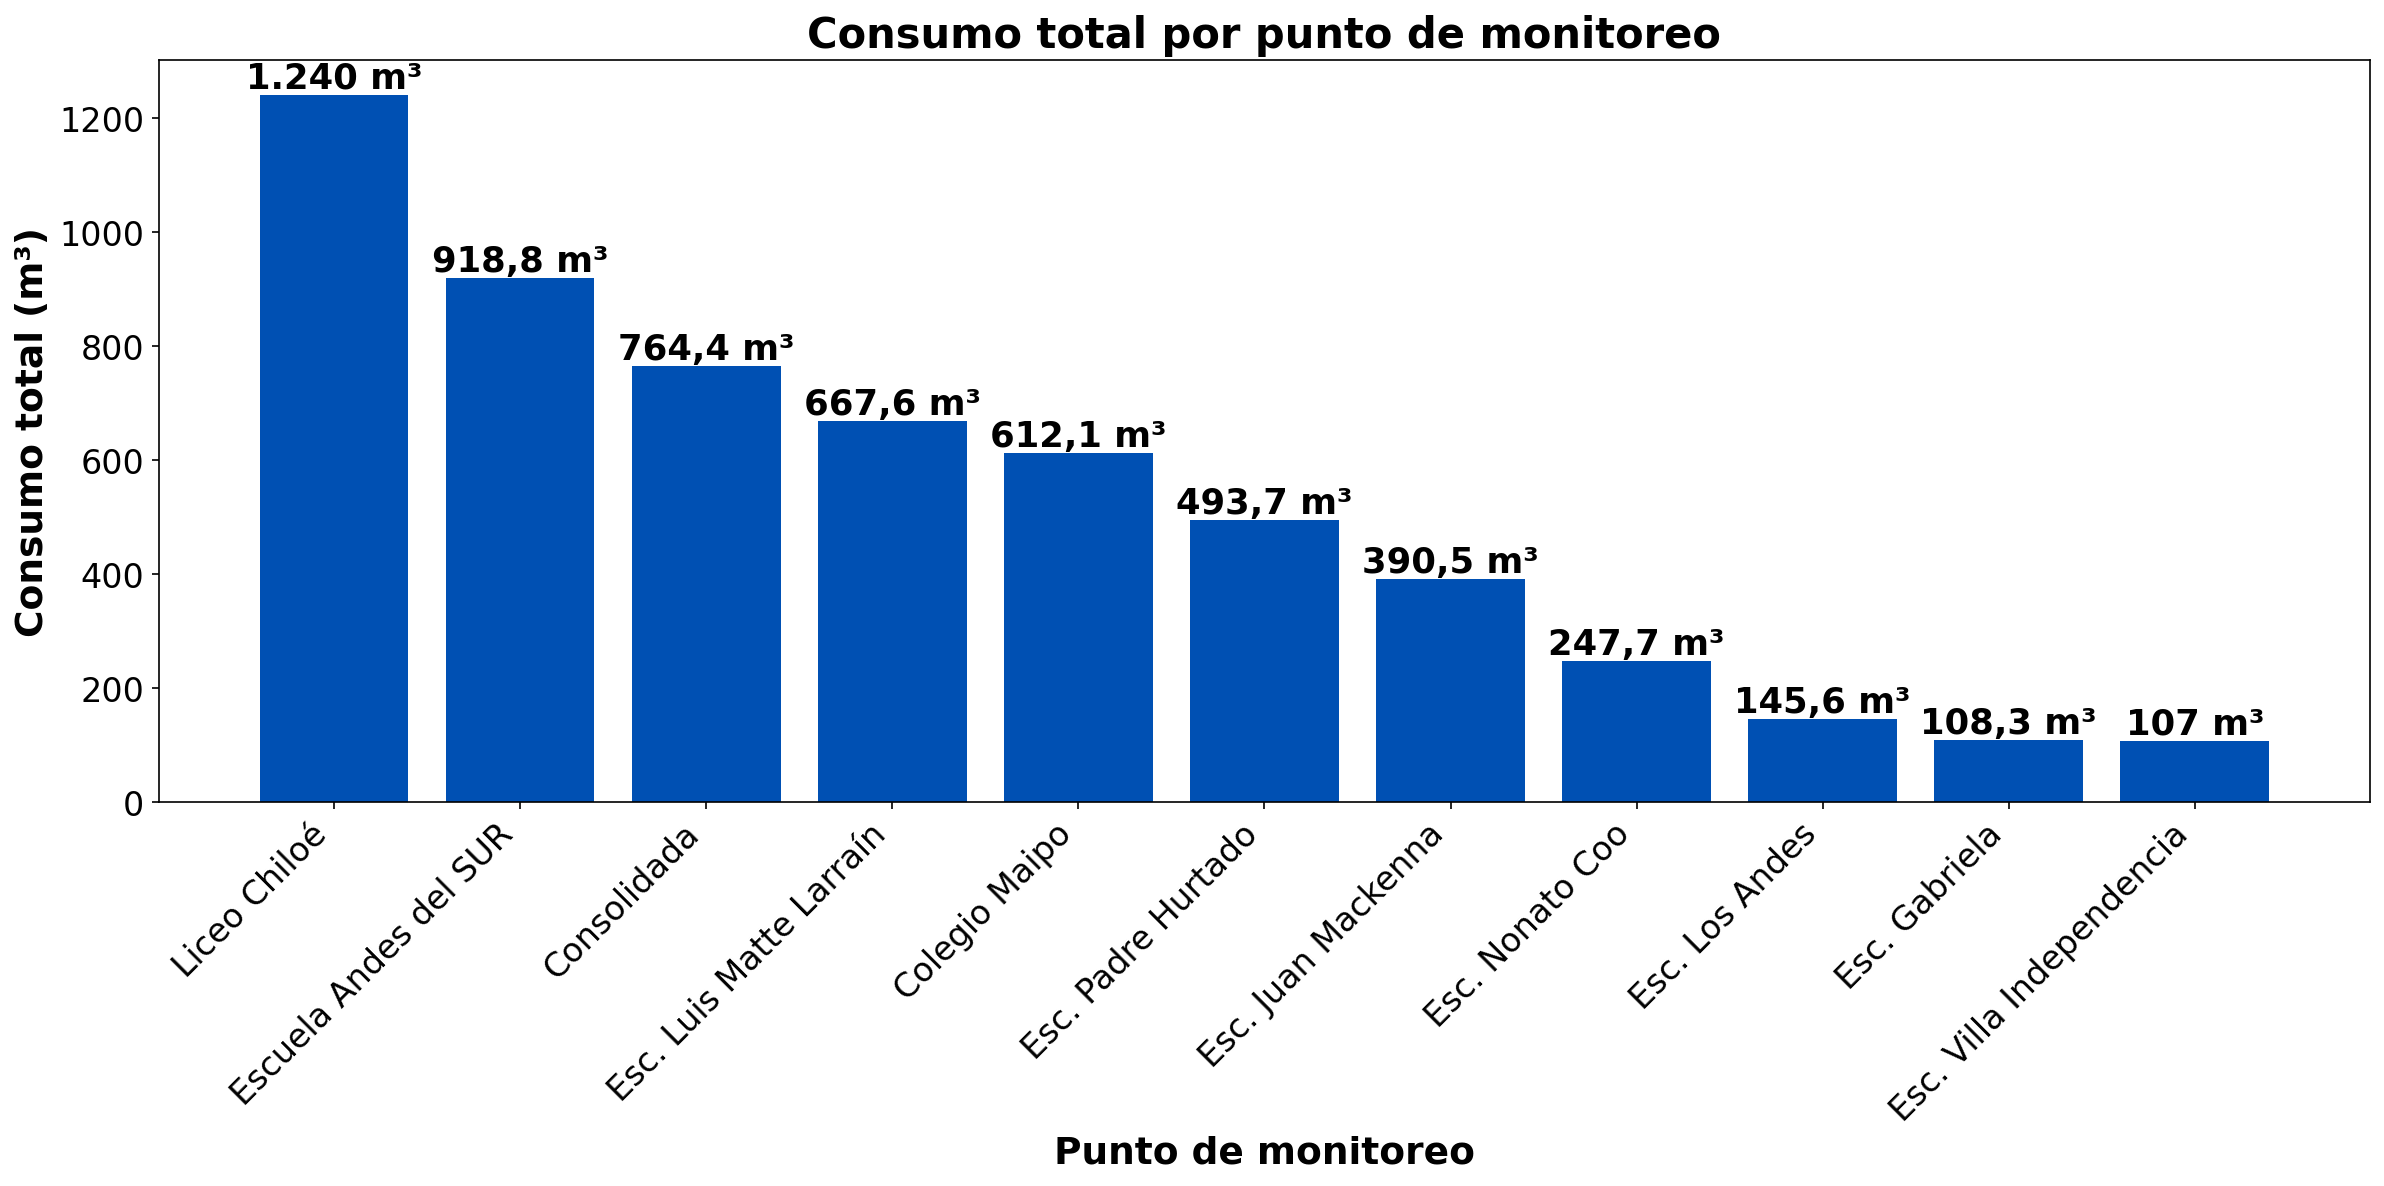 Consumo total por punto de monitoreo
Consumo total (m³)
1200
1000
800
600
400
200
0
1.240 m³
918,8 m³
764,4 m³
667,6 m³
612,1 m³
493,7 m³
390,5 m³
247,7 m³
145,6 m³
108,3 m³
107 m³
Liceo Chiloé
Escuela Andes del SUR
Consolidada
Esc. Luis Matte Larraín
Colegio Maipo
Esc. Padre Hurtado
Esc. Juan Mackenna
Esc. Nonato Coo
Esc. Los Andes
Esc. Gabriela
Esc. Villa Independencia
Punto de monitoreo